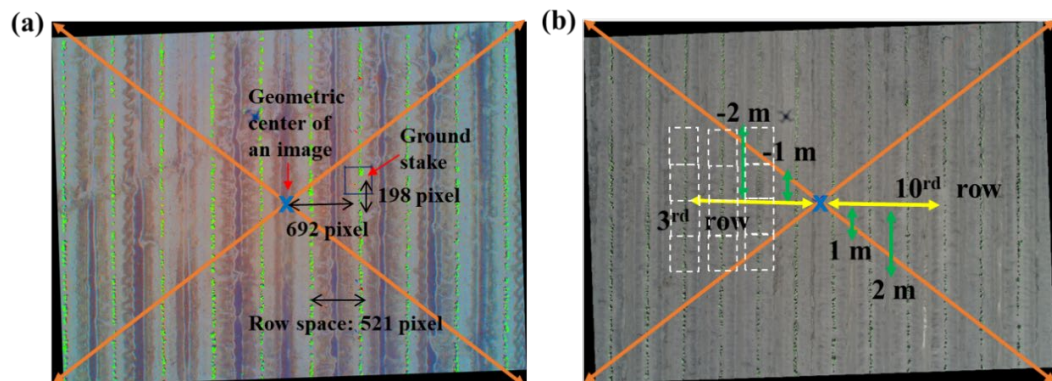 (a)
Geometric
center of
an image
Ground
stake
198 pixel
692 pixel
Row space: 521 pixel
(b)
-2 m
-1 m
10rd row
3rd row
1 m
2 m